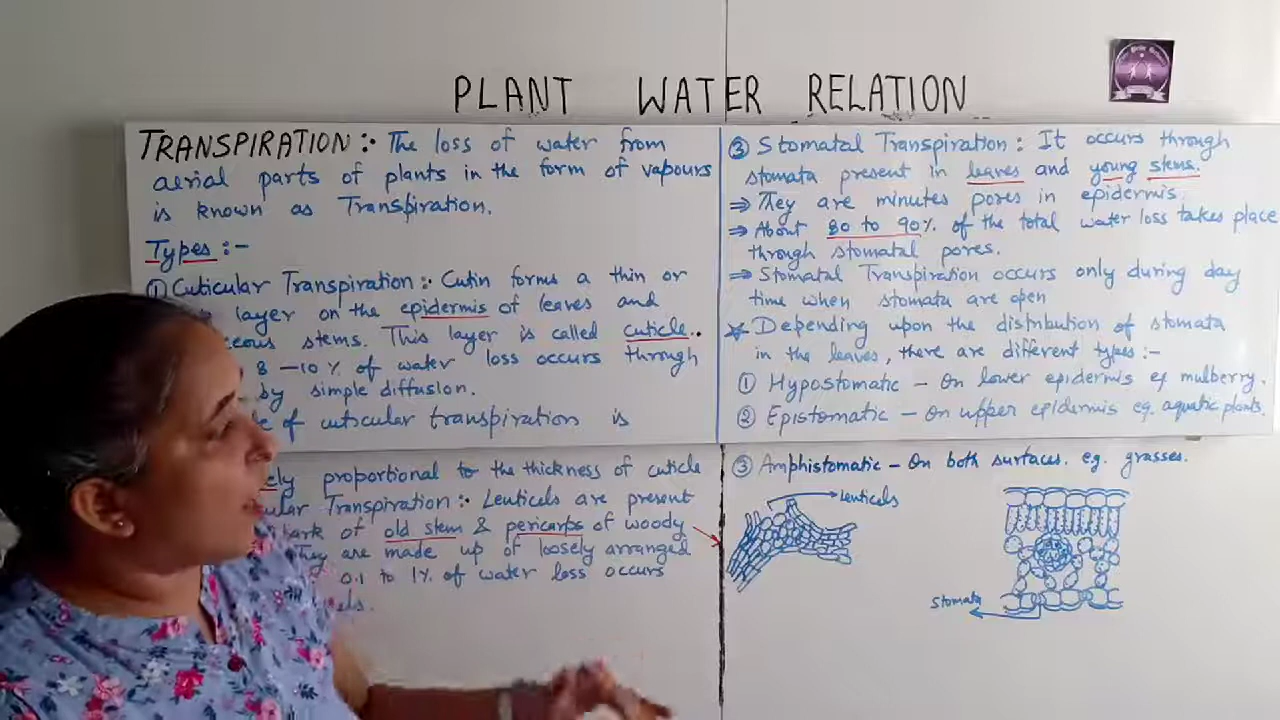 PLANT WATER RELATION
TRANSPIRATION :- The loss of water from
aerial parts of plants in the form of vapours
is known as Transpiration.
Types :-
① Cuticular Transpiration :. Cutin forms a thin or
layer on the epidermis of leaves and
eous stems. This layer is called cuticle..
8 - 10 % of water loss occurs through
by simple diffusion.
of cuticular transpiration is
ely proportional to the thickness of cuticle
ular Transpiration :. Lenticels are present
ark of old stem & pericarps of woody
hey are made up of loosely arranged
0.1 to 1% of water loss occurs
els.
③ Stomatal Transpiration : It occurs through
stomata present in leaves and young stems.
⇒ They are minutes pores in epidermis.
⇒ About 80 to 90% of the total water loss takes place
through stomatal pores.
⇒ Stomatal Transpiration occurs only during day
time when stomata are open
★ Depending upon the distribution of stomata
in the leaves, there are different types :-
① Hypostomatic - On lower epidermis eg mulberry.
② Epistomatic - On upper epidermis eg. aquatic plants.
③ Amphistomatic - On both surfaces. eg. grasses.
Lenticels
Stomata